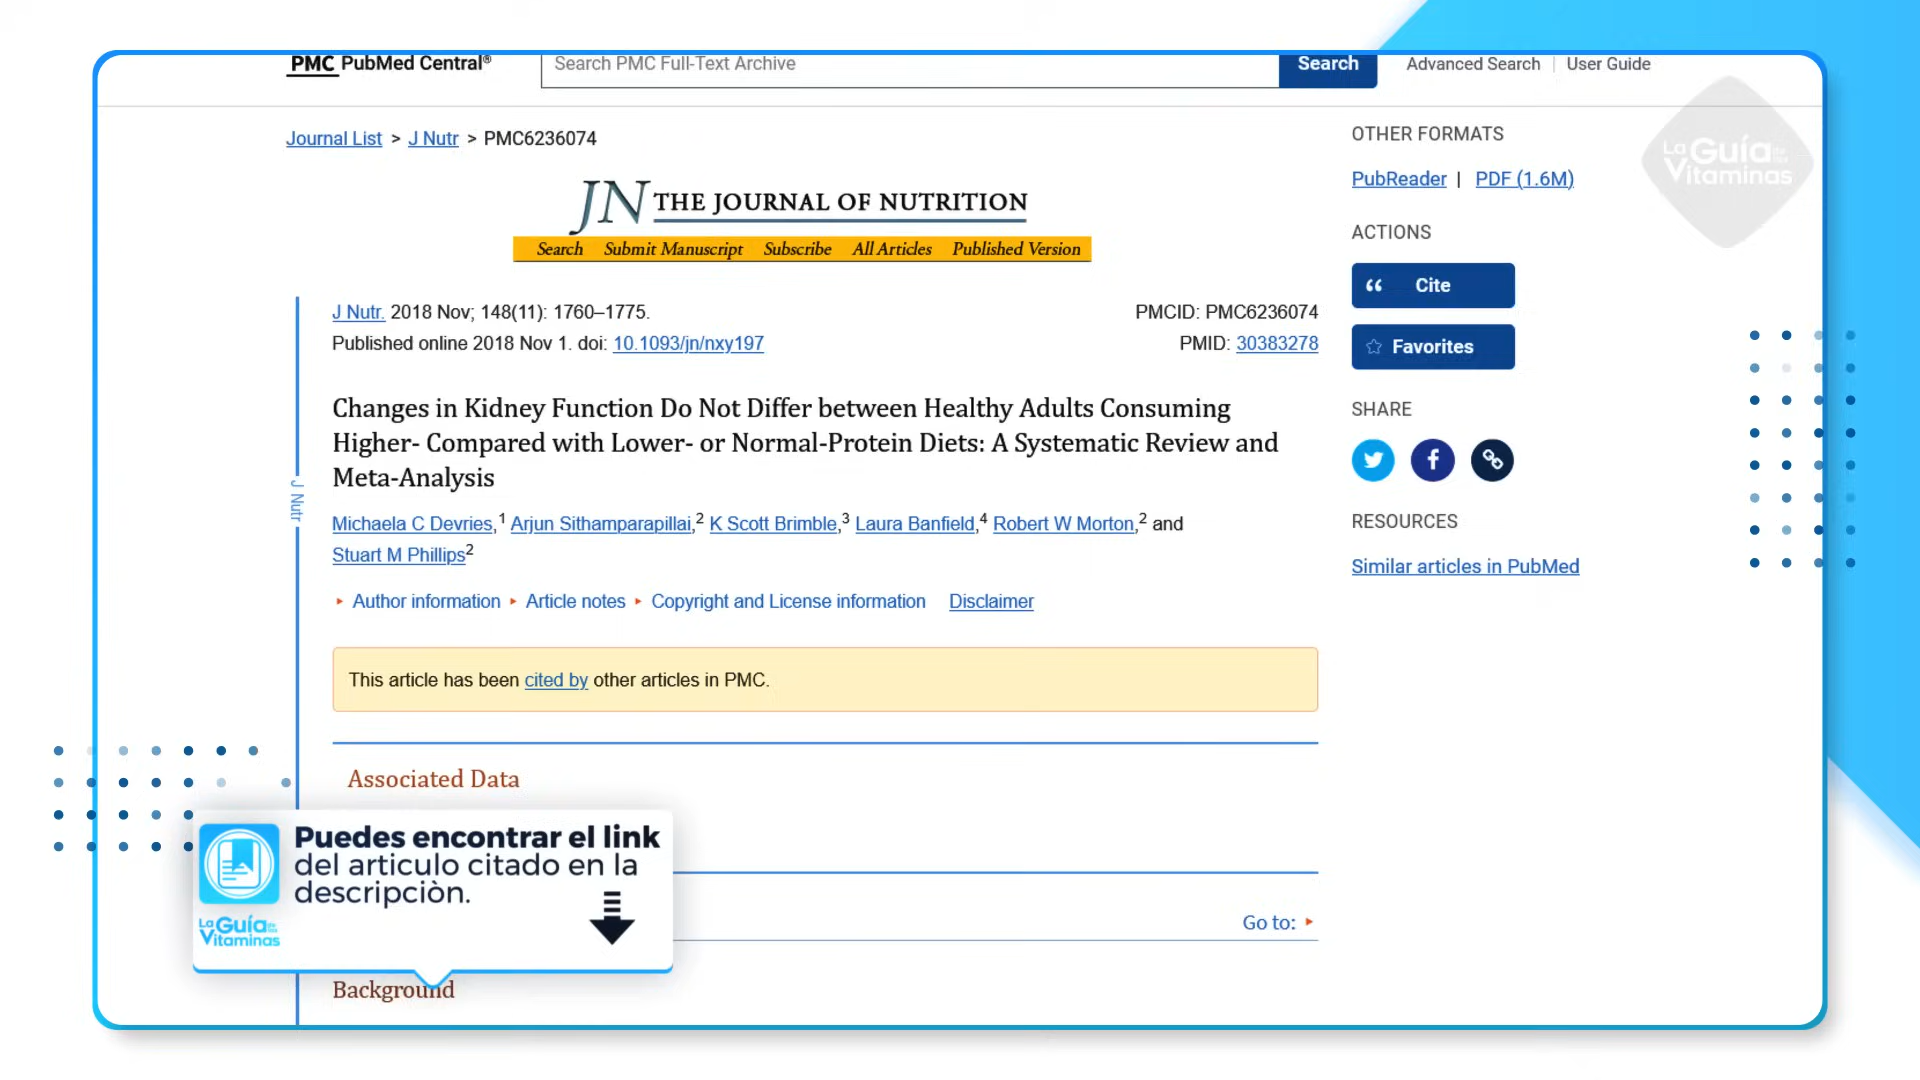 PMC PubMed Central®
Search PMC Full-Text Archive
Search
Advanced Search
User Guide
Journal List > J Nutr > PMC6236074
JN THE JOURNAL OF NUTRITION
Search Submit Manuscript Subscribe All Articles Published Version
J Nutr. 2018 Nov; 148(11): 1760–1775.
PMCID: PMC6236074
Published online 2018 Nov 1. doi: 10.1093/jn/nxy197
PMID: 30383278
Changes in Kidney Function Do Not Differ between Healthy Adults Consuming
Higher- Compared with Lower- or Normal-Protein Diets: A Systematic Review and
Meta-Analysis
Michaela C Devries,1 Arjun Sithamparapillai,2 K Scott Brimble,3 Laura Banfield,4 Robert W Morton,2 and
Stuart M Phillips2
Author information Article notes Copyright and License information Disclaimer
This article has been cited by other articles in PMC.
Associated Data
Go to:
Background
J Nutr
OTHER FORMATS
PubReader | PDF (1.6M)
ACTIONS
Cite
Favorites
SHARE
RESOURCES
Similar articles in PubMed
La Guía de las
Vitaminas
Puedes encontrar el link
del articulo citado en la
descripciòn.
La Guía de las
Vitaminas